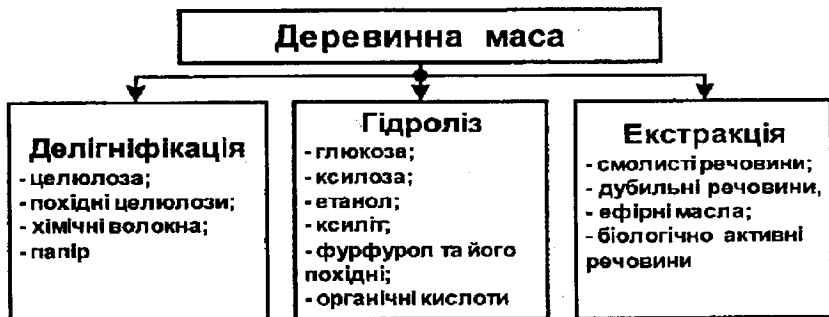 Деревинна маса
Делігніфікація
- целюлоза;
- похідні целюлози;
- хімічні волокна;
- папір
Гідроліз
- глюкоза;
- ксилоза;
- етанол;
- ксиліт;
- фурфурол та його
похідні;
- органічні кислоти
Екстракція
- смолисті речовини;
- дубильні речовини,
- ефірні масла;
- біологічно активні
речовини